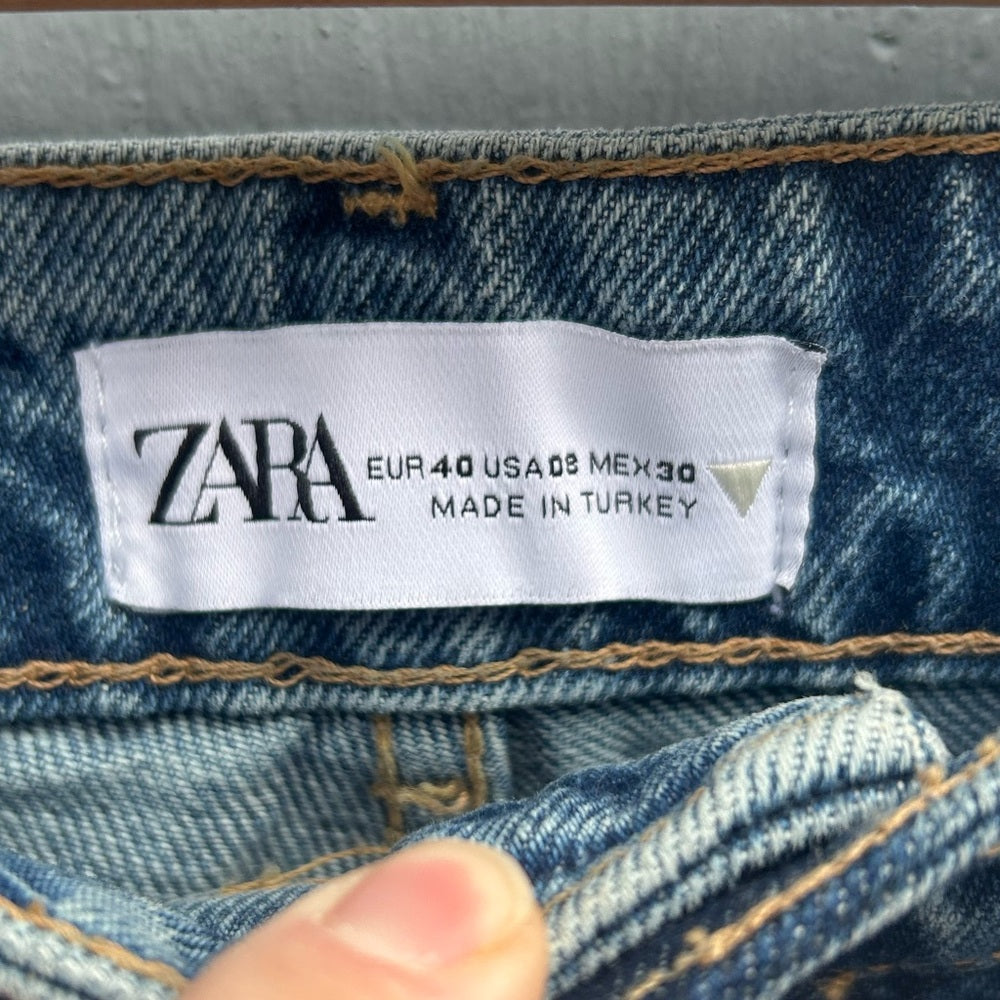 ZARA
EUR 40 USA 08 MEX 30
MADE IN TURKEY